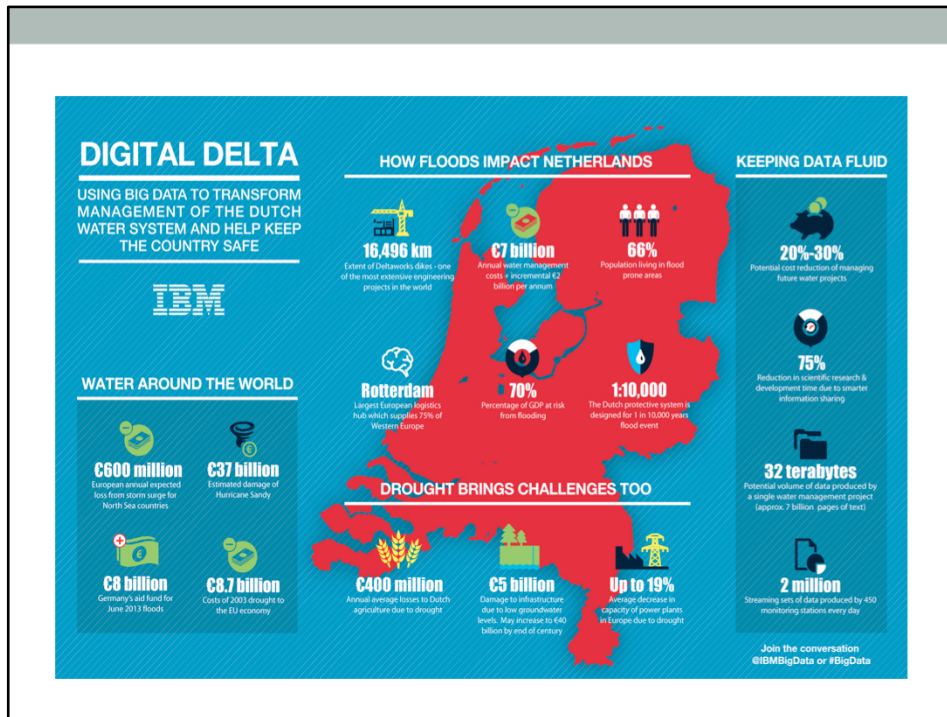 DIGITAL DELTA
USING BIG DATA TO TRANSFORM
MANAGEMENT OF THE DUTCH
WATER SYSTEM AND HELP KEEP
THE COUNTRY SAFE
IBM
WATER AROUND THE WORLD
€600 million
European annual expected
loss from storm surge for
North Sea countries
€37 billion
Estimated damage of
Hurricane Sandy
€8 billion
Germany's aid fund for
June 2013 floods
€8.7 billion
Costs of 2003 drought to
the EU economy
HOW FLOODS IMPACT NETHERLANDS
16,496 km
Extent of Deltaworks dikes - one
of the most extensive engineering
projects in the world
€7 billion
Annual water management
costs + incremental €2
billion per annum
66%
Population living in flood
prone areas
Rotterdam
Largest European logistics
hub which supplies 75% of
Western Europe
70%
Percentage of GDP at risk
from flooding
1:10,000
The Dutch protective system is
designed for 1 in 10,000 years
flood event
DROUGHT BRINGS CHALLENGES TOO
€400 million
Annual average losses to Dutch
agriculture due to drought
€5 billion
Damage to infrastructure
due to low groundwater
levels. May increase to €40
billion by end of century
Up to 19%
Average decrease in
capacity of power plants
in Europe due to drought
KEEPING DATA FLUID
20%-30%
Potential cost reduction of managing
future water projects
75%
Reduction in scientific research &
development time due to smarter
information sharing
32 terabytes
Potential volume of data produced by
a single water management project
(approx. 7 billion pages of text)
2 million
Streaming sets of data produced by 450
monitoring stations every day
Join the conversation
@IBMBigData or #BigData